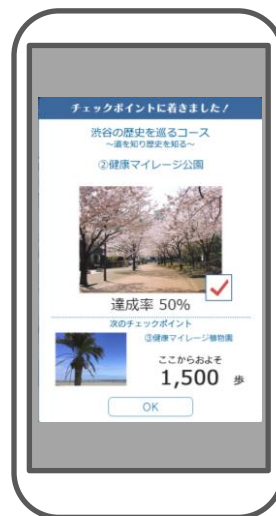 チェックポイントに着きました!
渋谷の歴史を巡るコース
〜道を知り歴史を知る〜
②健康マイレージ公園
達成率 50%
次のチェックポイント
③健康マイレージ植物園
ここからおよそ
1,500 歩
OK